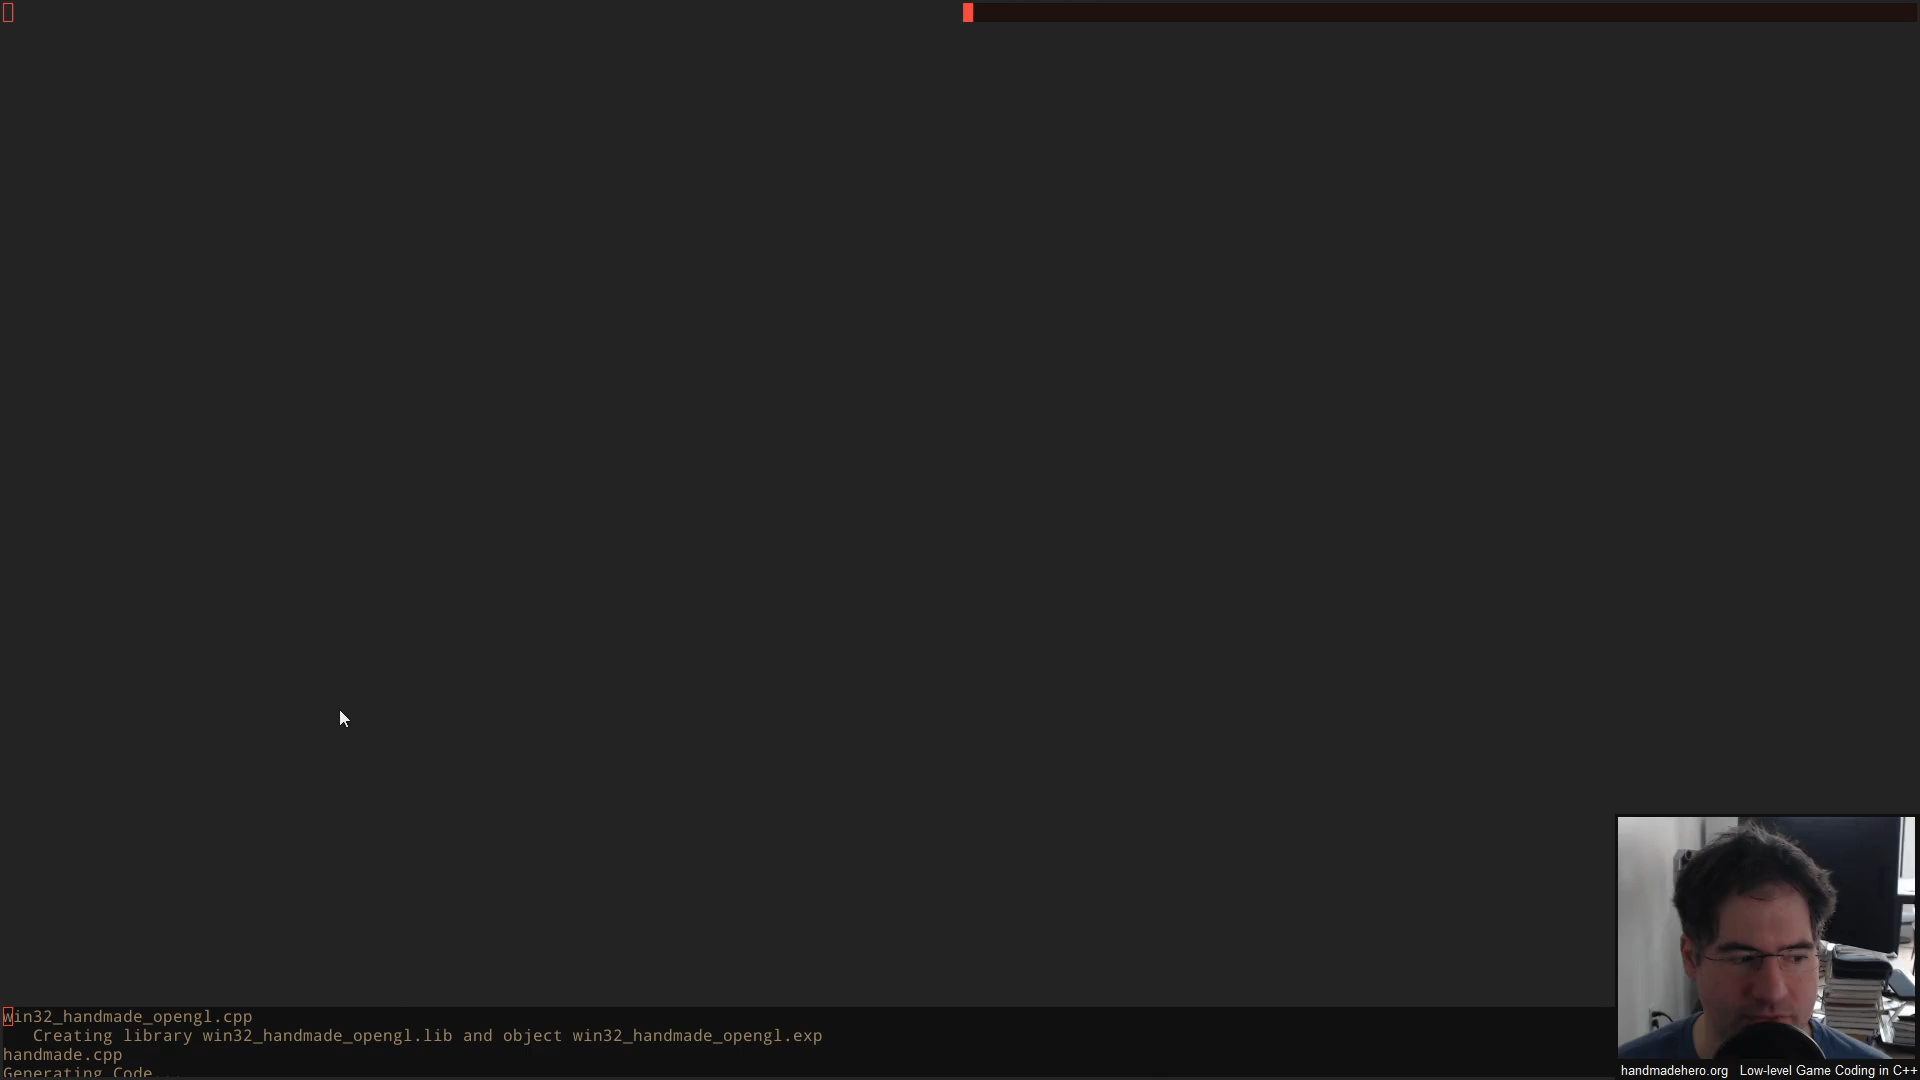 win32_handmade_opengl.cpp
Creating library win32_handmade_opengl.lib and object win32_handmade_opengl.exp
handmade.cpp
Generating Code...
handmadehero.org Low-level Game Coding in C++